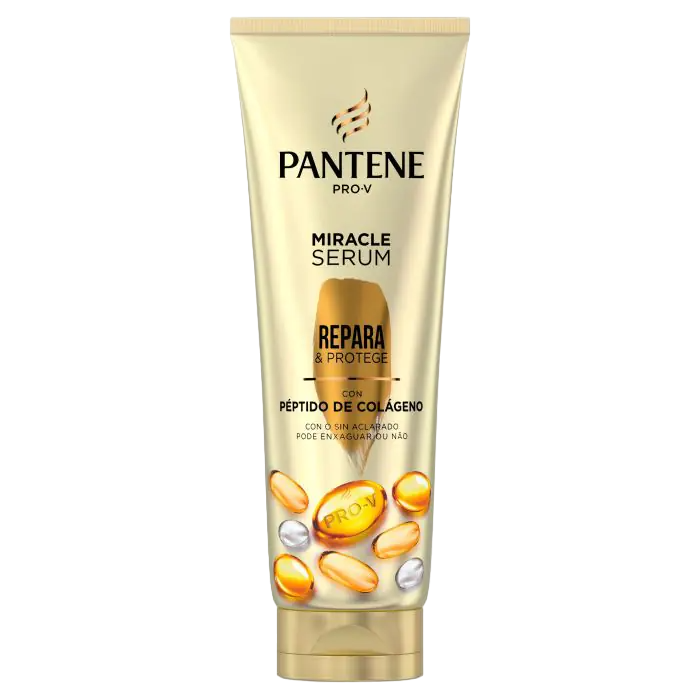 PANTENE
PRO-V
MIRACLE
SERUM
REPARA
& PROTEGE
CON
PÉPTIDO DE COLÁGENO
CON O SIN ACLARADO
PODE ENXAGUAR OU NÃO
PRO-V